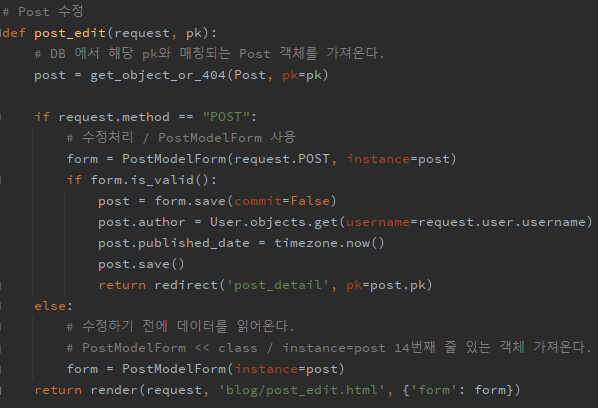 # Post 수정
def post_edit(request, pk):
    # DB 에서 해당 pk와 매칭되는 Post 객체를 가져온다.
    post = get_object_or_404(Post, pk=pk)

    if request.method == "POST":
        # 수정처리 / PostModelForm 사용
        form = PostModelForm(request.POST, instance=post)
        if form.is_valid():
            post = form.save(commit=False)
            post.author = User.objects.get(username=request.user.username)
            post.published_date = timezone.now()
            post.save()
            return redirect('post_detail', pk=post.pk)
    else:
        # 수정하기 전에 데이터를 읽어온다.
        # PostModelForm << class / instance=post 14번째 줄 있는 객체 가져온다.
        form = PostModelForm(instance=post)
    return render(request, 'blog/post_edit.html', {'form': form})